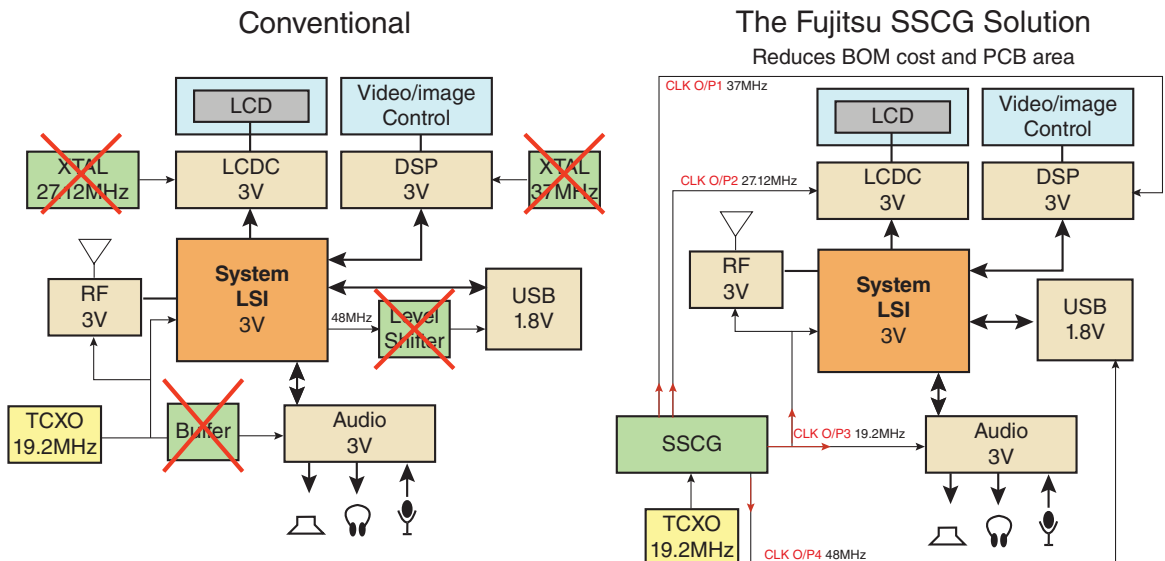 Conventional
LCD
Video/image
Control
XTAL
27.12MHz
LCDC
3V
DSP
3V
XTAL
37MHz
System
LSI
3V
RF
3V
48MHz
Level
Shifter
USB
1.8V
TCXO
19.2MHz
Buffer
Audio
3V
The Fujitsu SSCG Solution
Reduces BOM cost and PCB area
CLK O/P1 37MHz
LCD
Video/image
Control
CLK O/P2 27.12MHz
LCDC
3V
DSP
3V
RF
3V
System
LSI
3V
USB
1.8V
SSCG
CLK O/P3 19.2MHz
Audio
3V
TCXO
19.2MHz
CLK O/P4 48MHz